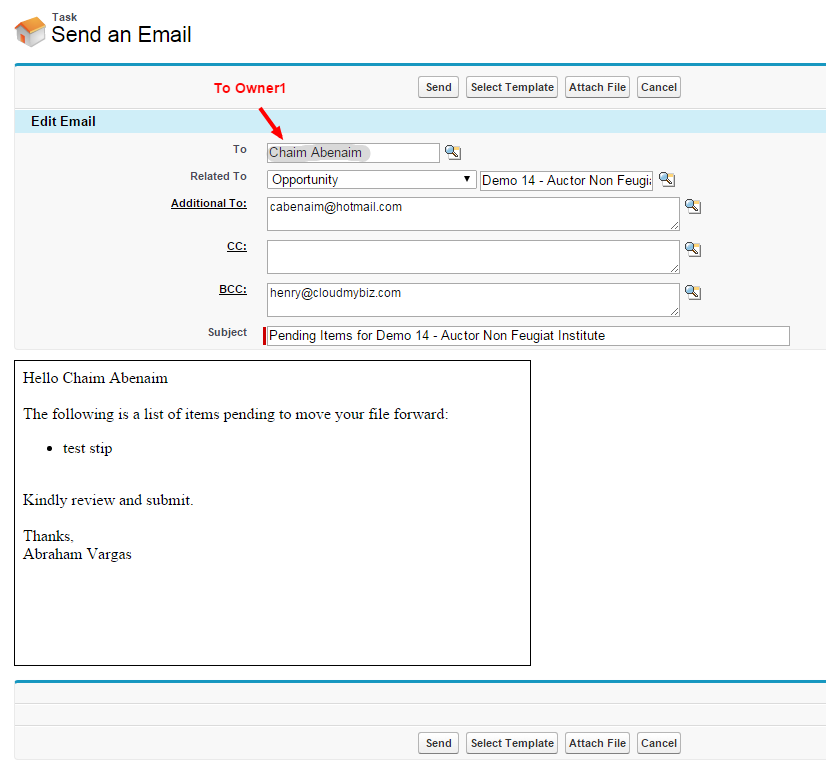 Task
Send an Email
To Owner1
Send Select Template Attach File Cancel
Edit Email
To Chaim Abenaim
Related To Opportunity Demo 14 - Auctor Non Feugi
Additional To: cabenaim@hotmail.com
CC:
BCC: henry@cloudmybiz.com
Subject Pending Items for Demo 14 - Auctor Non Feugiat Institute
Hello Chaim Abenaim
The following is a list of items pending to move your file forward:
• test stip
Kindly review and submit.
Thanks,
Abraham Vargas
Send Select Template Attach File Cancel